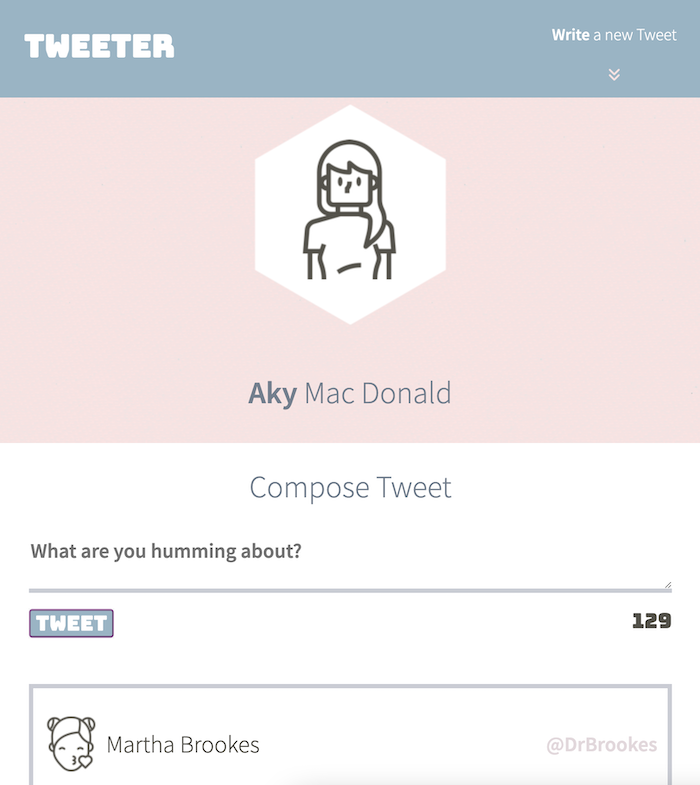 TWEETER
Write a new Tweet
Aky Mac Donald
Compose Tweet
What are you humming about?
TWEET
129
Martha Brookes
@DrBrookes